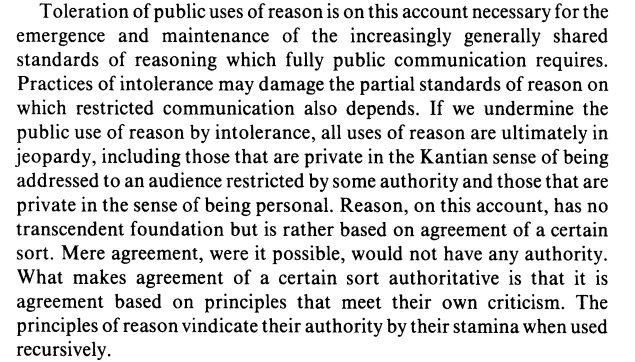 Toleration of public uses of reason is on this account necessary for the
emergence and maintenance of the increasingly generally shared
standards of reasoning which fully public communication requires.
Practices of intolerance may damage the partial standards of reason on
which restricted communication also depends. If we undermine the
public use of reason by intolerance, all uses of reason are ultimately in
jeopardy, including those that are private in the Kantian sense of being
addressed to an audience restricted by some authority and those that are
private in the sense of being personal. Reason, on this account, has no
transcendent foundation but is rather based on agreement of a certain
sort. Mere agreement, were it possible, would not have any authority.
What makes agreement of a certain sort authoritative is that it is
agreement based on principles that meet their own criticism. The
principles of reason vindicate their authority by their stamina when used
recursively.